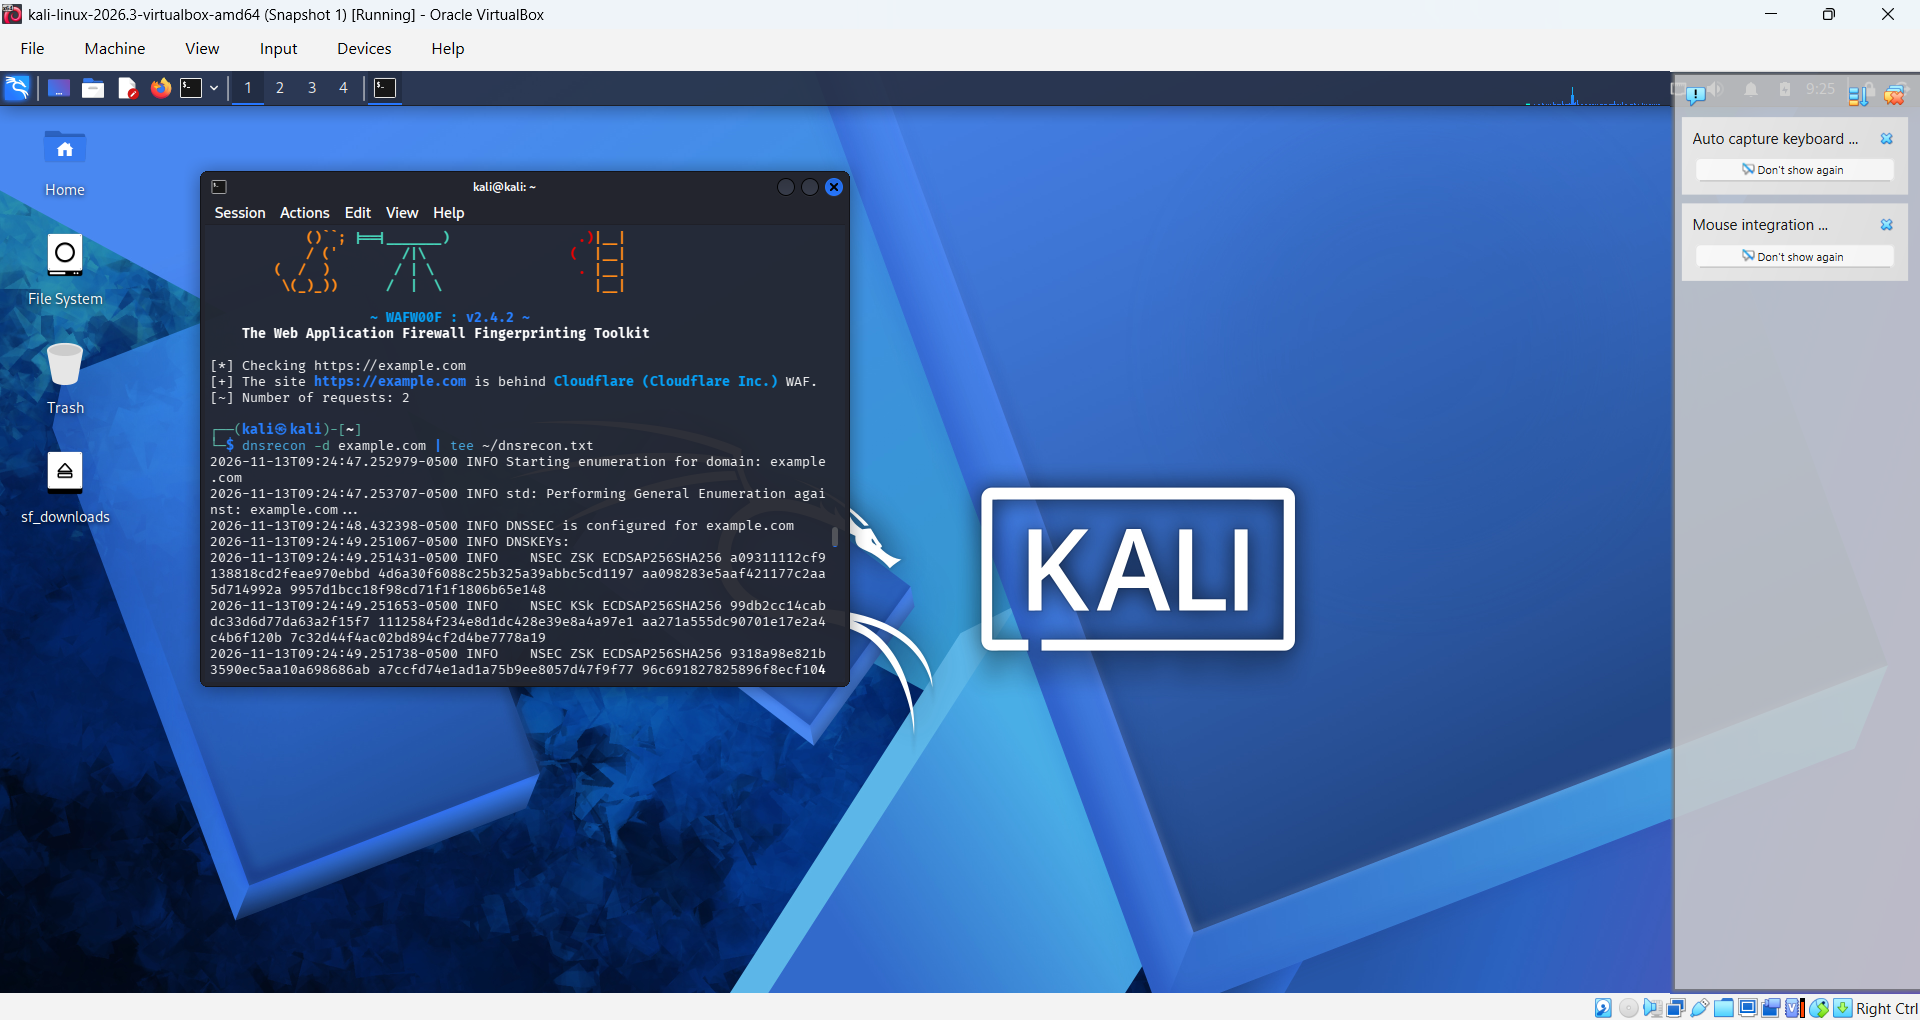 kali-linux-2026.3-virtualbox-amd64 (Snapshot 1) [Running] - Oracle VirtualBox
File Machine View Input Devices Help
1 2 3 4
9:25
Home
File System
Trash
sf_downloads
kali@kali: ~
Session Actions Edit View Help
~ WAFW00F : v2.4.2 ~
The Web Application Firewall Fingerprinting Toolkit
[*] Checking https://example.com
[+] The site https://example.com is behind Cloudflare (Cloudflare Inc.) WAF.
[~] Number of requests: 2
┌──(kali㉿kali)-[~]
└─$ dnsrecon -d example.com | tee ~/dnsrecon.txt
2026-11-13T09:24:47.252979-0500 INFO Starting enumeration for domain: example
.com
2026-11-13T09:24:47.253707-0500 INFO std: Performing General Enumeration agai
nst: example.com...
2026-11-13T09:24:48.432398-0500 INFO DNSSEC is configured for example.com
2026-11-13T09:24:49.251067-0500 INFO DNSKEYs:
2026-11-13T09:24:49.251431-0500 INFO NSEC ZSK ECDSAP256SHA256 a09311112cf9
138818cd2feae970ebbd 4d6a30f6088c25b325a39abbc5cd1197 aa098283e5aaf421177c2aa
5d714992a 9957d1bcc18f98cd71f1f1806b65e148
2026-11-13T09:24:49.251653-0500 INFO NSEC KSk ECDSAP256SHA256 99db2cc14cab
dc33d6d77da63a2f15f7 1112584f234e8d1dc428e39e8a4a97e1 aa271a555dc90701e17e2a4
c4b6f120b 7c32d44f4ac02bd894cf2d4be7778a19
2026-11-13T09:24:49.251738-0500 INFO NSEC ZSK ECDSAP256SHA256 9318a98e821b
3590ec5aa10a698686ab a7ccfd74e1ad1a75b9ee8057d47f9f77 96c691827825896f8ecf104
KALI
Auto capture keyboard ...
Don't show again
Mouse integration ...
Don't show again
Right Ctrl